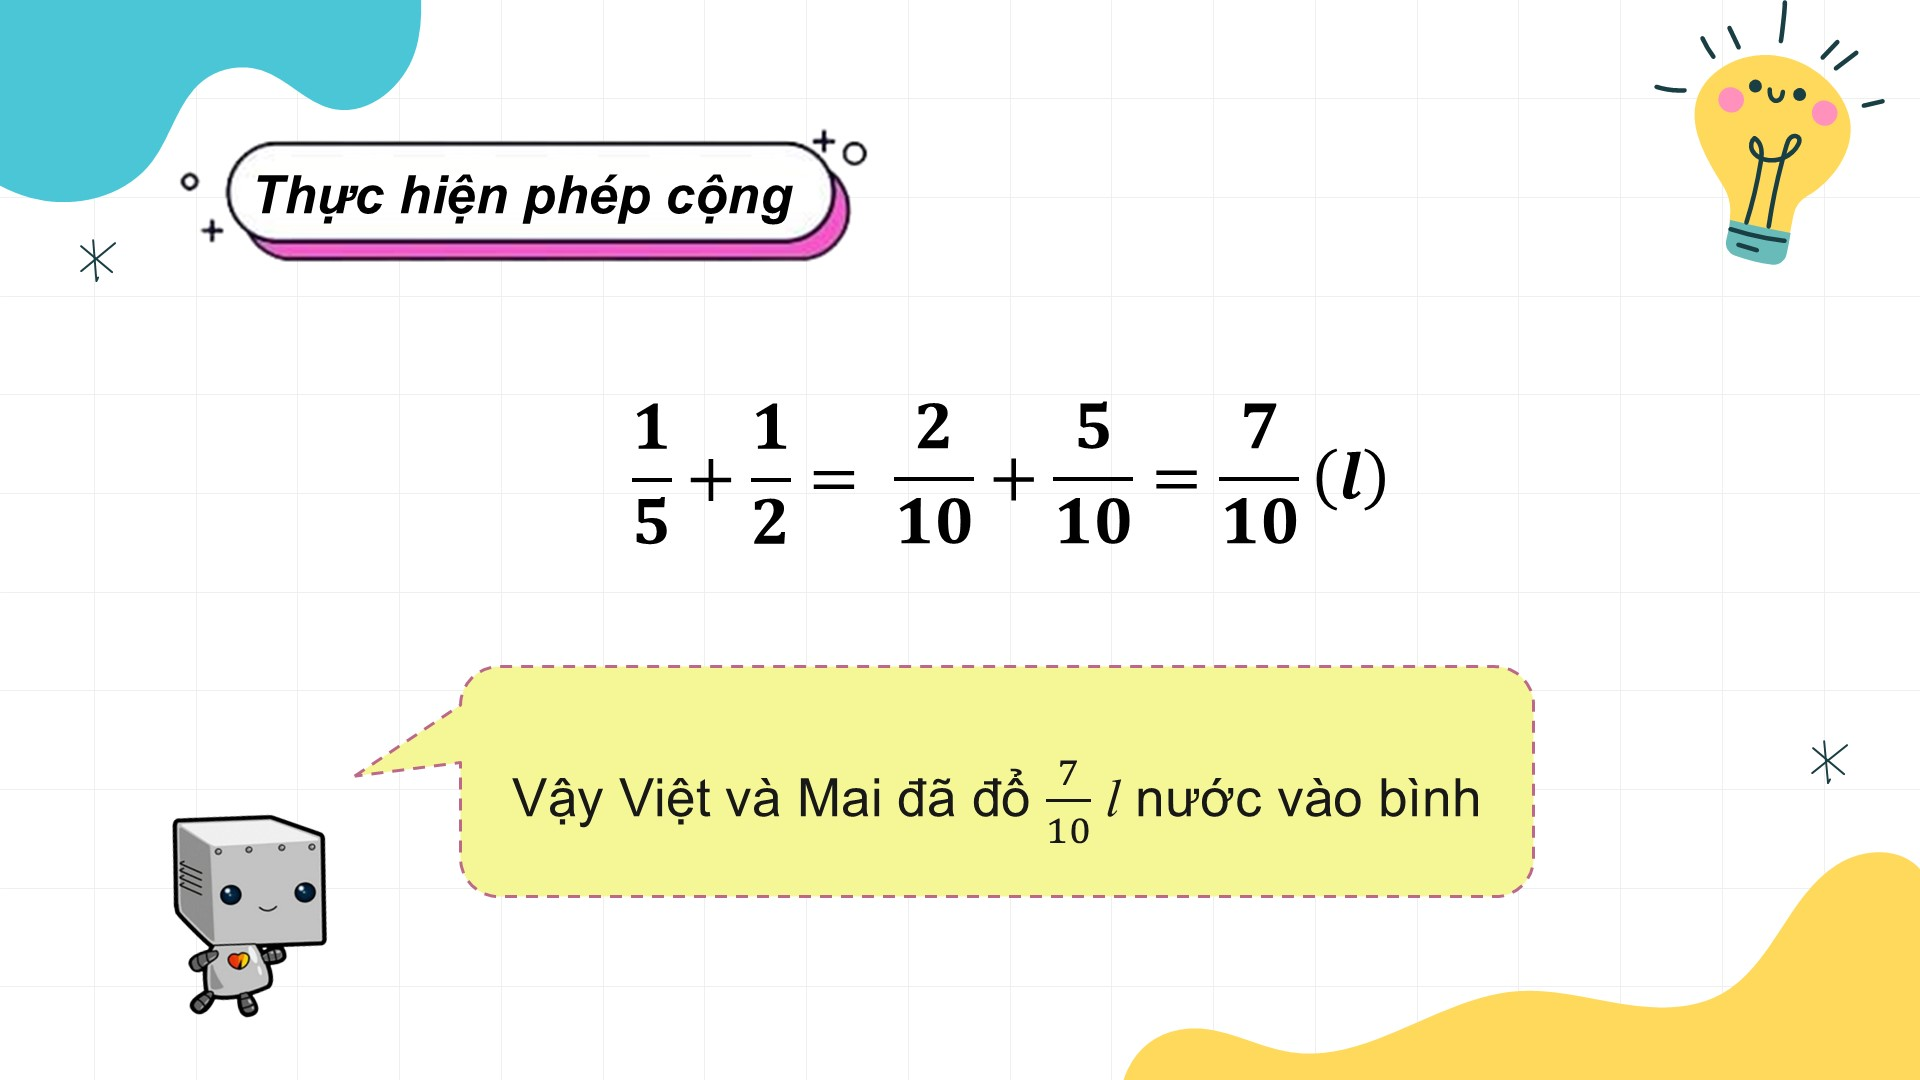 Thực hiện phép cộng
1/5 + 1/2 = 2/10 + 5/10 = 7/10 (l)
Vậy Việt và Mai đã đổ 7/10 l nước vào bình